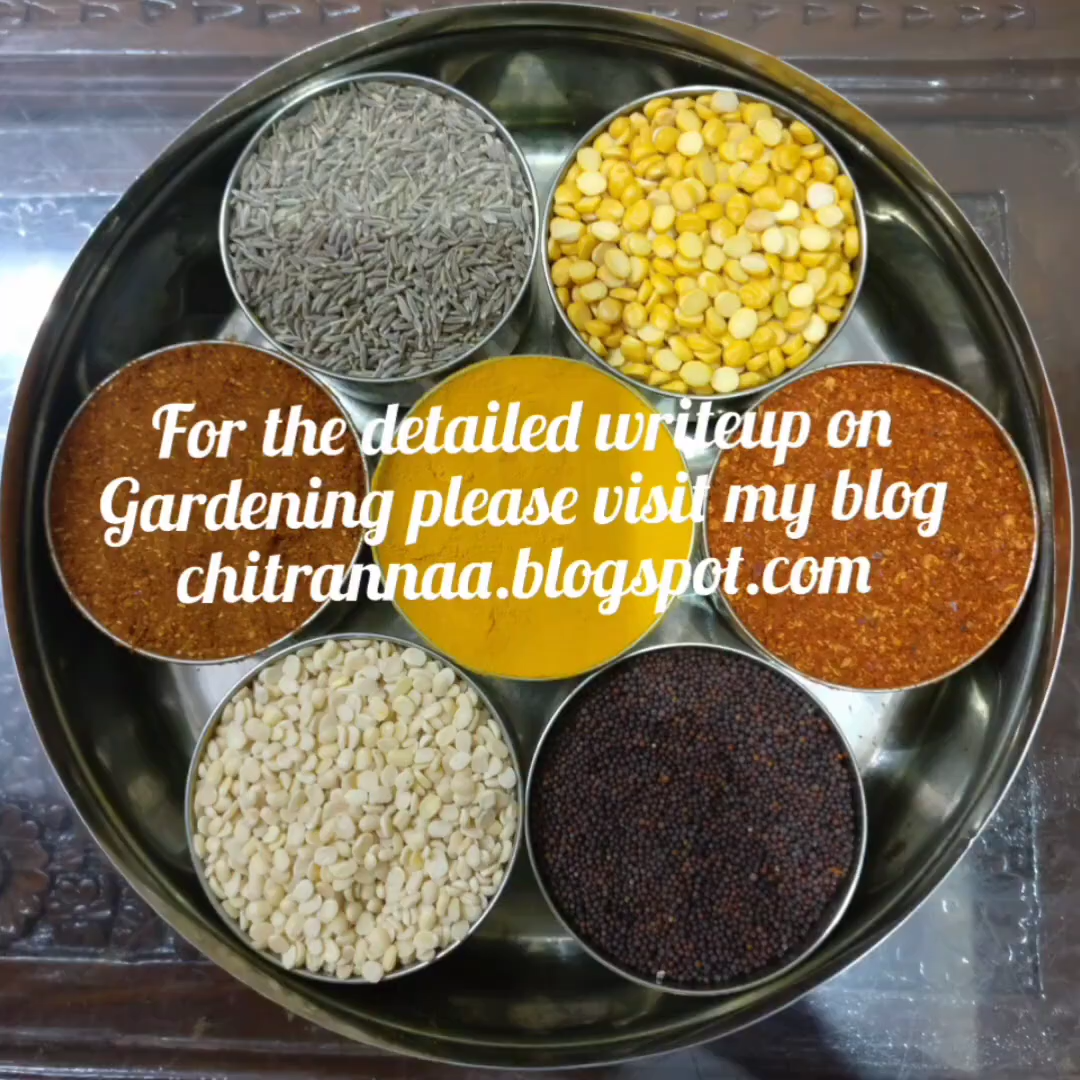 For the detailed writeup on
Gardening please visit my blog
chitrannaa.blogspot.com